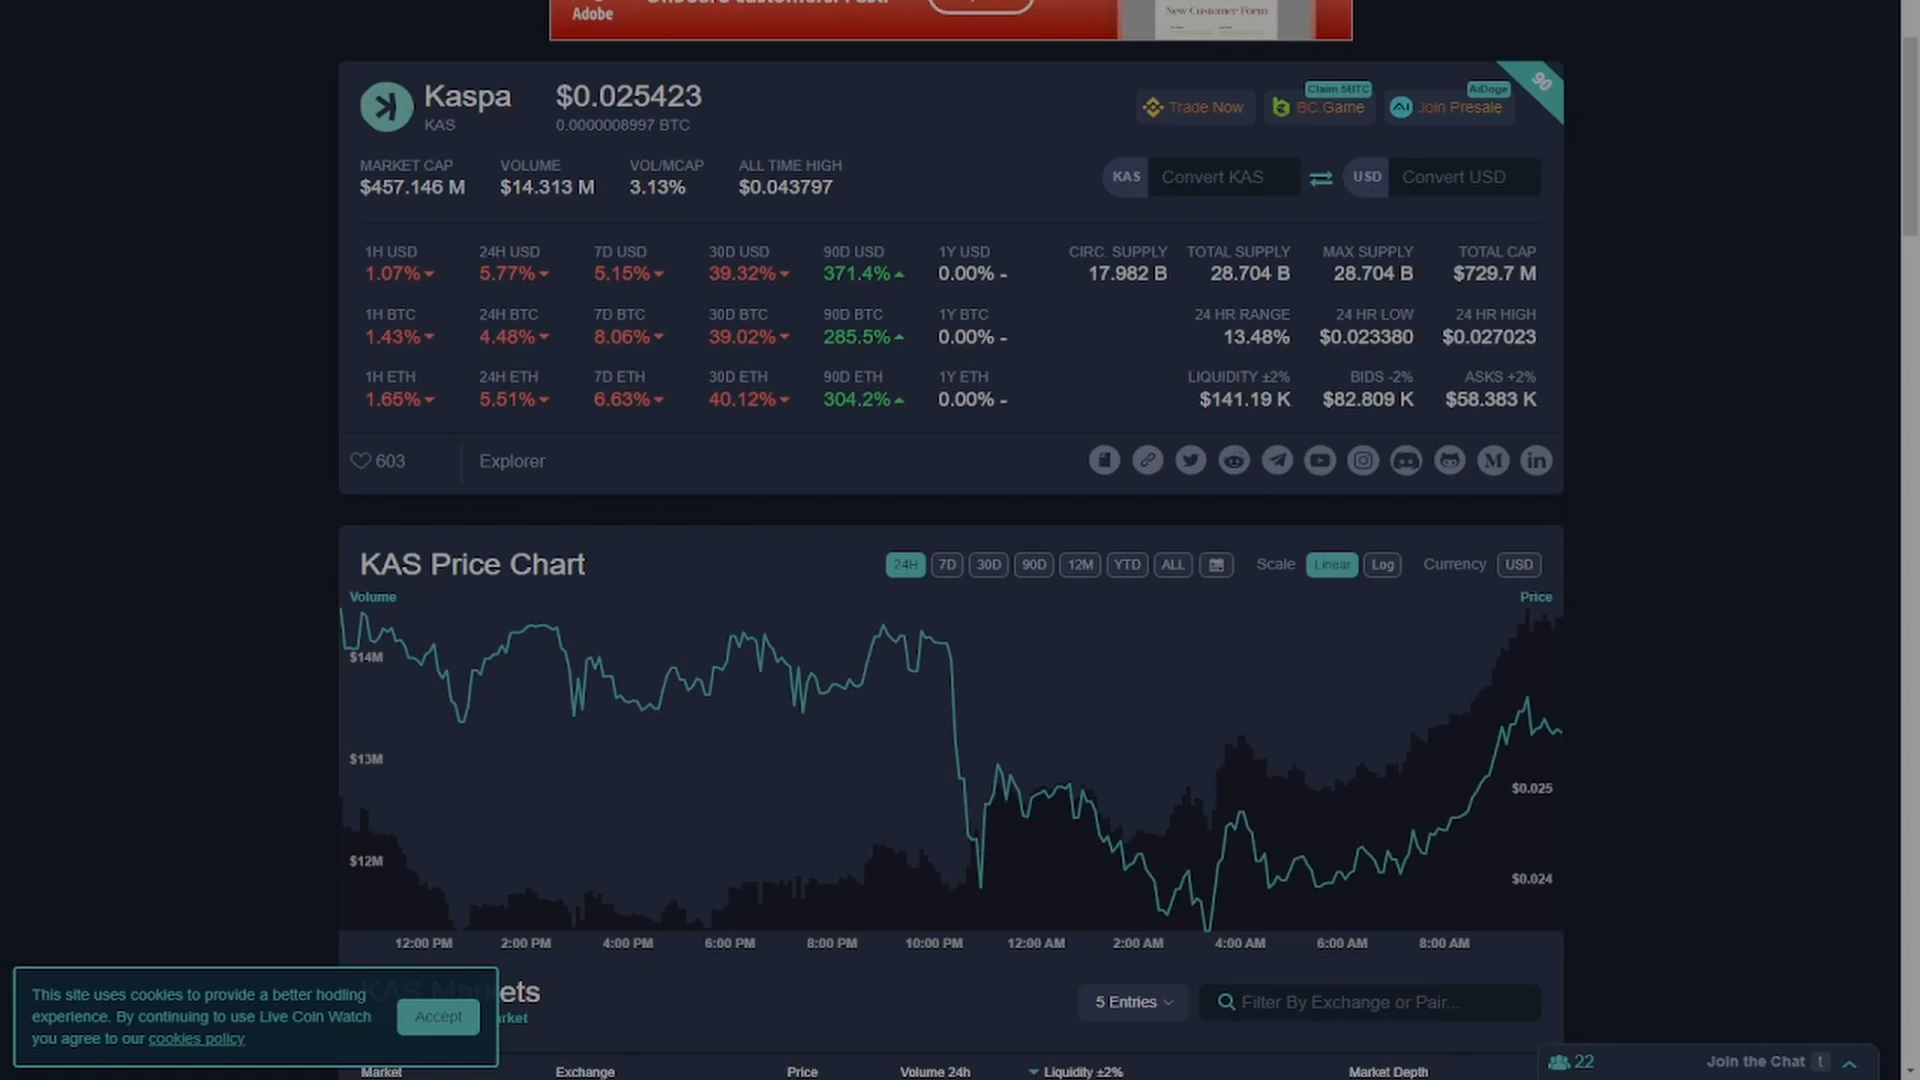 Adobe
New Customer Form
Kaspa
KAS
$0.025423
0.0000008997 BTC
Trade Now
Claim 5BTC
BC.Game
AiDoge
Join Presale
90
MARKET CAP
$457.146 M
VOLUME
$14.313 M
VOL/MCAP
3.13%
ALL TIME HIGH
$0.043797
KAS Convert KAS
USD Convert USD
1H USD 24H USD 7D USD 30D USD 90D USD 1Y USD CIRC. SUPPLY TOTAL SUPPLY MAX SUPPLY TOTAL CAP
1.07% 5.77% 5.15% 39.32% 371.4% 0.00% - 17.982 B 28.704 B 28.704 B $729.7 M
1H BTC 24H BTC 7D BTC 30D BTC 90D BTC 1Y BTC 24 HR RANGE 24 HR LOW 24 HR HIGH
1.43% 4.48% 8.06% 39.02% 285.5% 0.00% - 13.48% $0.023380 $0.027023
1H ETH 24H ETH 7D ETH 30D ETH 90D ETH 1Y ETH LIQUIDITY ±2% BIDS -2% ASKS +2%
1.65% 5.51% 6.63% 40.12% 304.2% 0.00% - $141.19 K $82.809 K $58.383 K
603 Explorer
KAS Price Chart
24H 7D 30D 90D 12M YTD ALL Scale Linear Log Currency USD
Volume Price
$14M
$13M
$0.025
$12M
$0.024
12:00 PM 2:00 PM 4:00 PM 6:00 PM 8:00 PM 10:00 PM 12:00 AM 2:00 AM 4:00 AM 6:00 AM 8:00 AM
KAS Markets
5 Entries Filter By Exchange or Pair...
This site uses cookies to provide a better hodling
experience. By continuing to use Live Coin Watch
you agree to our cookies policy
Accept
Market Exchange Price Volume 24h Liquidity ±2% Market Depth
22 Join the Chat t